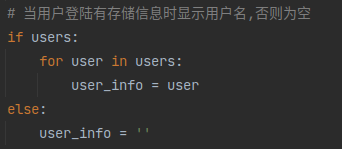 # 当用户登陆有存储信息时显示用户名,否则为空
if users:
    for user in users:
        user_info = user
else:
    user_info = ''